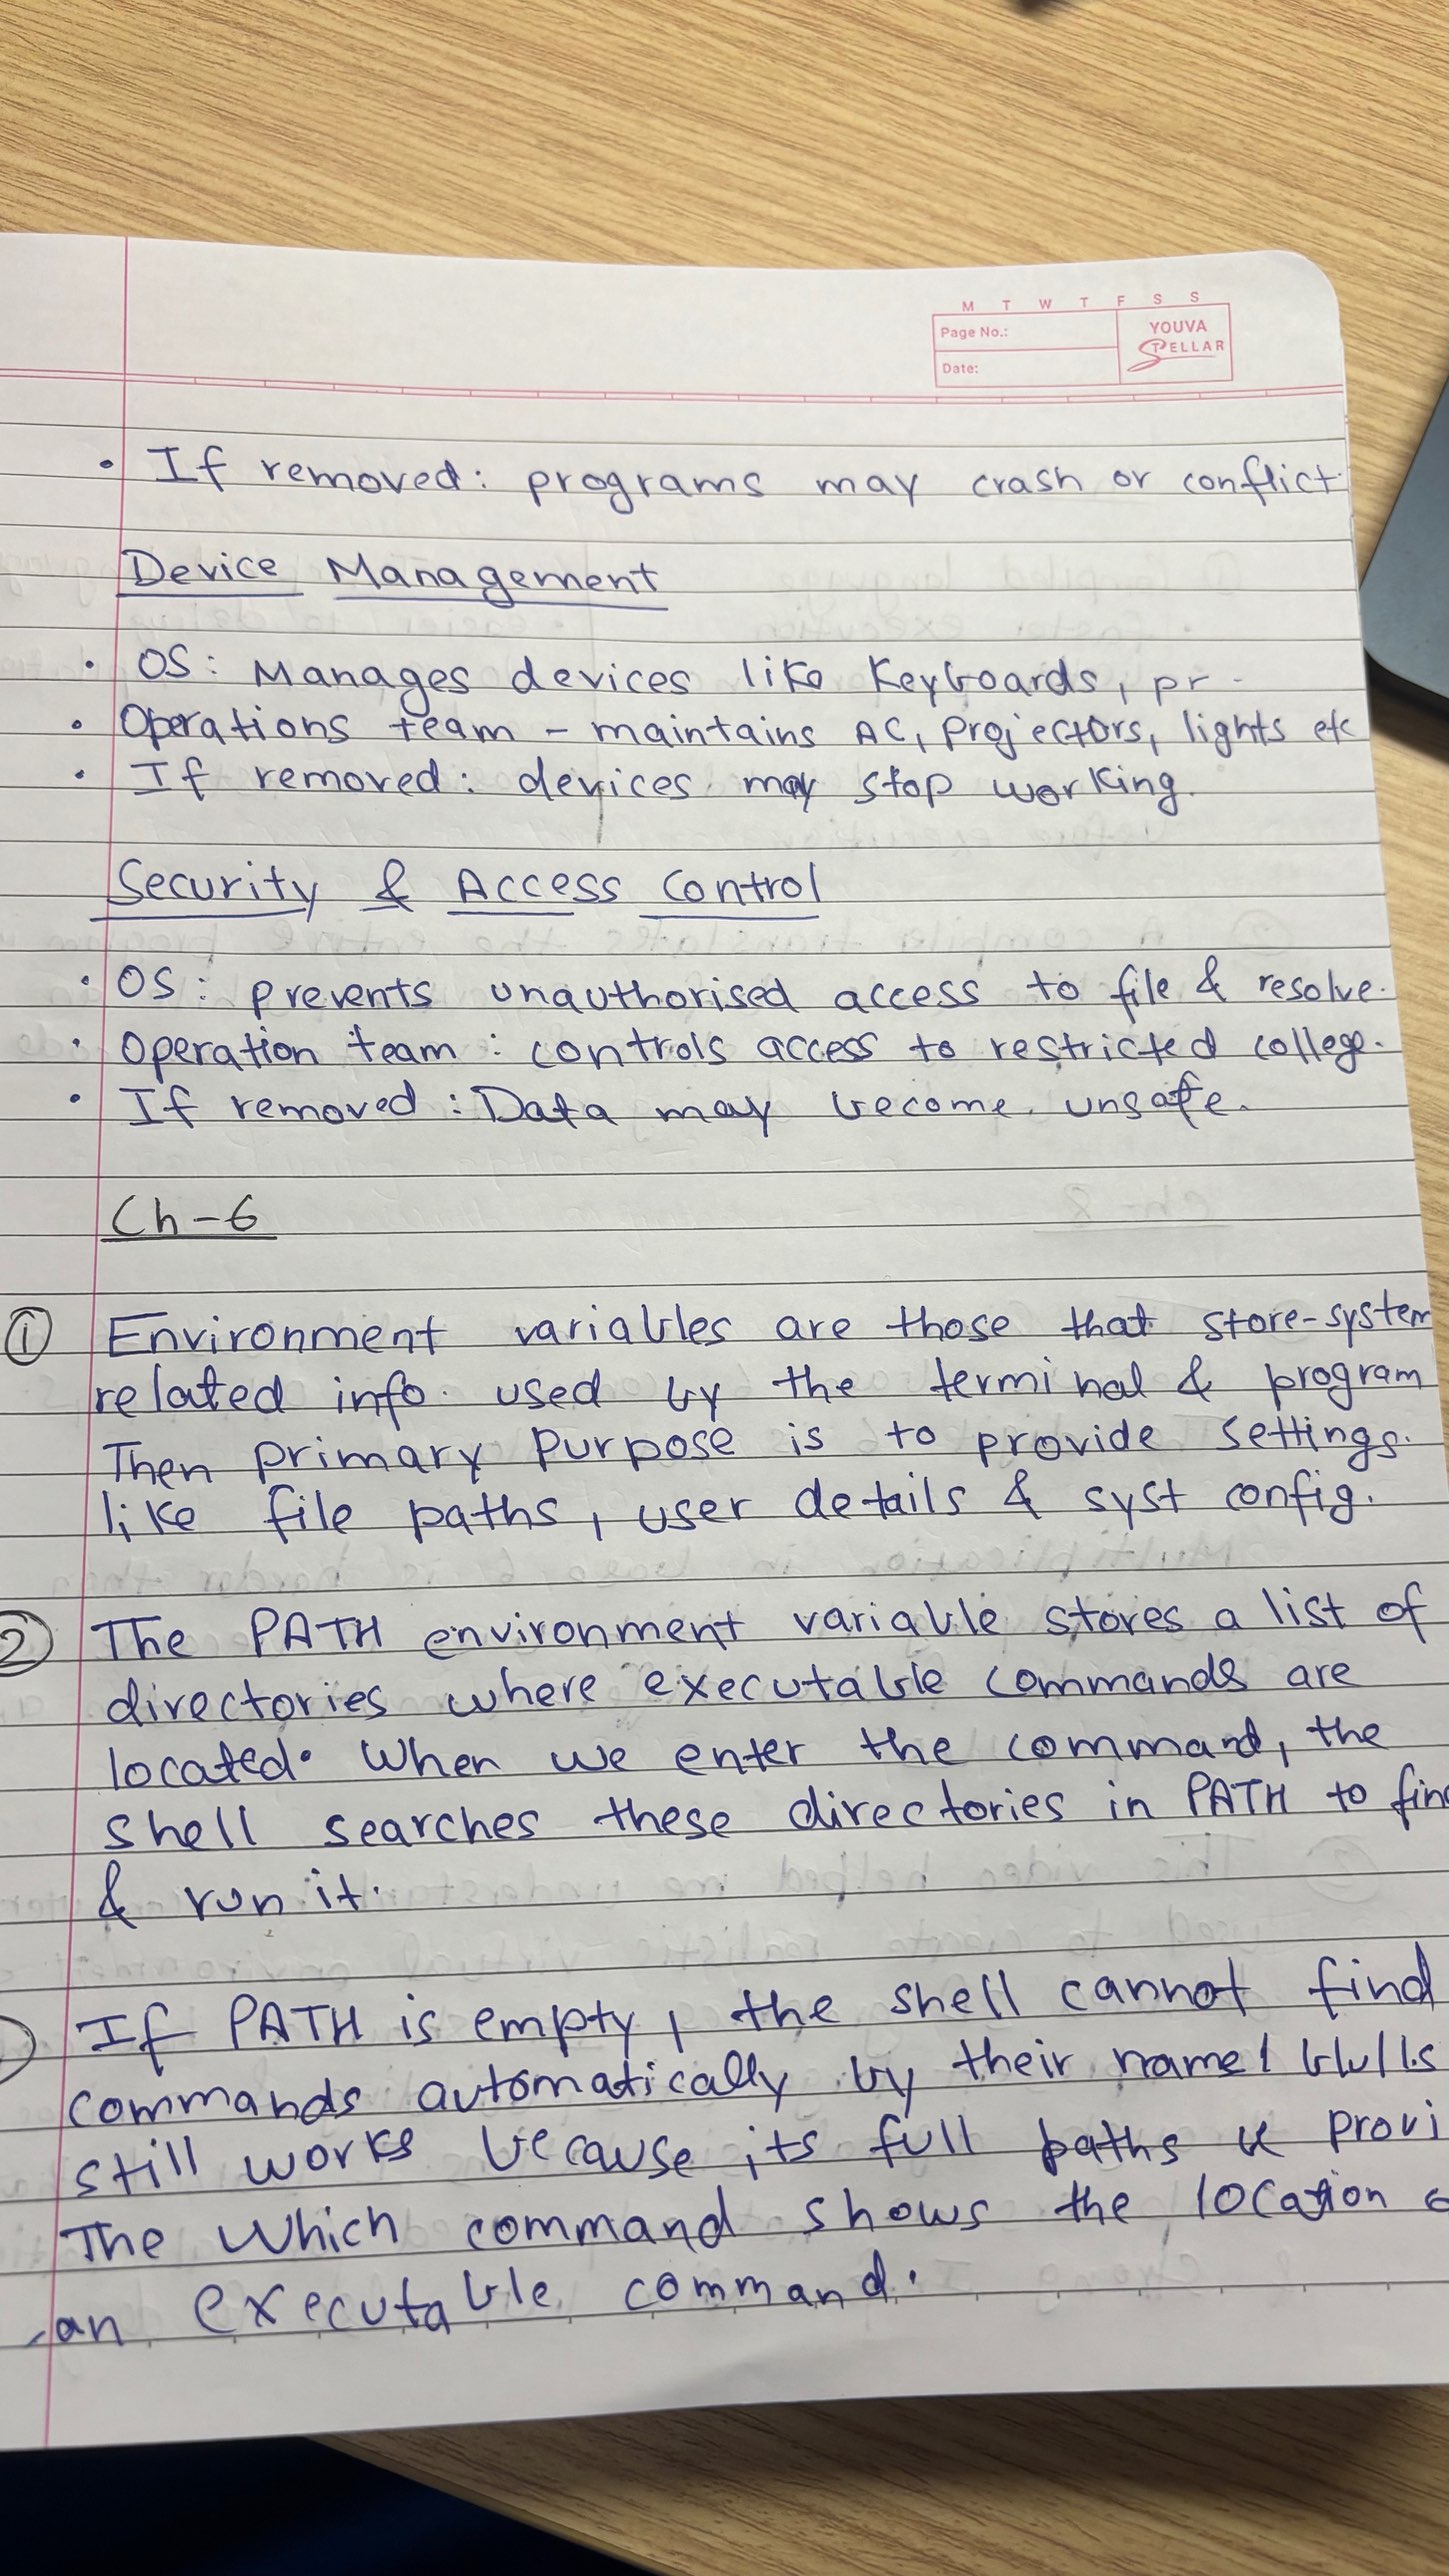 M T W T F S S
Page No.:
YOUVA
STELLAR
Date:
• If removed: programs may crash or conflict
Device Management
• OS: Manages devices like Keyboards, pr.
• Operations team - maintains AC, projectors, lights etc
• If removed: devices may stop working.
Security & Access Control
• OS: prevents unauthorised access to file & resolve.
• Operation team: controls access to restricted college.
• If removed: Data may become unsafe.
Ch-6
① Environment variables are those that store-system
related info. used by the terminal & program
Then primary purpose is to provide settings.
like file paths, user details & syst config.
② The PATH environment variable stores a list of
directories where executable commands are
located. When we enter the command, the
shell searches these directories in PATH to find
& run it.
If PATH is empty, the shell cannot find
commands automatically by their name!
still works because its full paths provi
The Which command shows the location
an executable command.